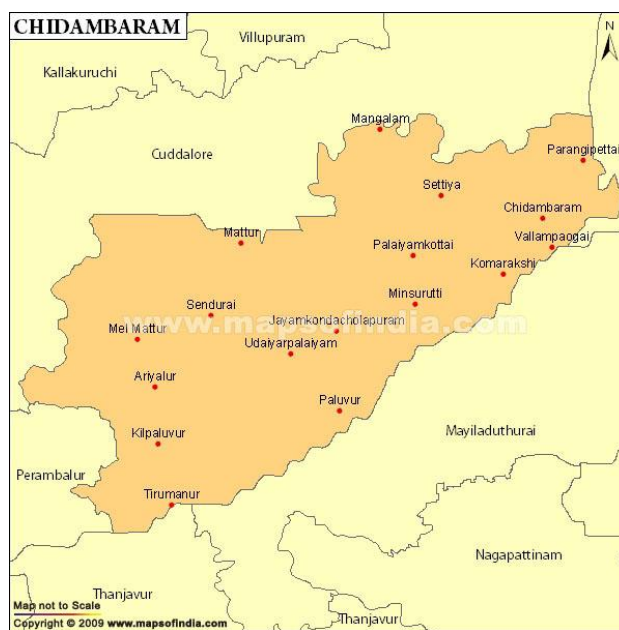 CHIDAMBARAM
Villupuram
N
Kallakuruchi
Mangalam
Cuddalore
Parangipettai
Settiya
Chidambaram
Mattur
Vallampaogai
Palaiyamkottai
Komarakshi
Sendurai
Minsurutti
Jayamkondacholapuram
www.mapsofindia.com
Mei Mattur
Udaiyarpalaiyam
Ariyalur
Paluvur
Mayiladuthurai
Kilpaluvur
Perambalur
Tirumanur
Nagapattinam
Thanjavur
Map not to Scale
Thanjavur
Copyright © 2009 www.mapsofindia.com